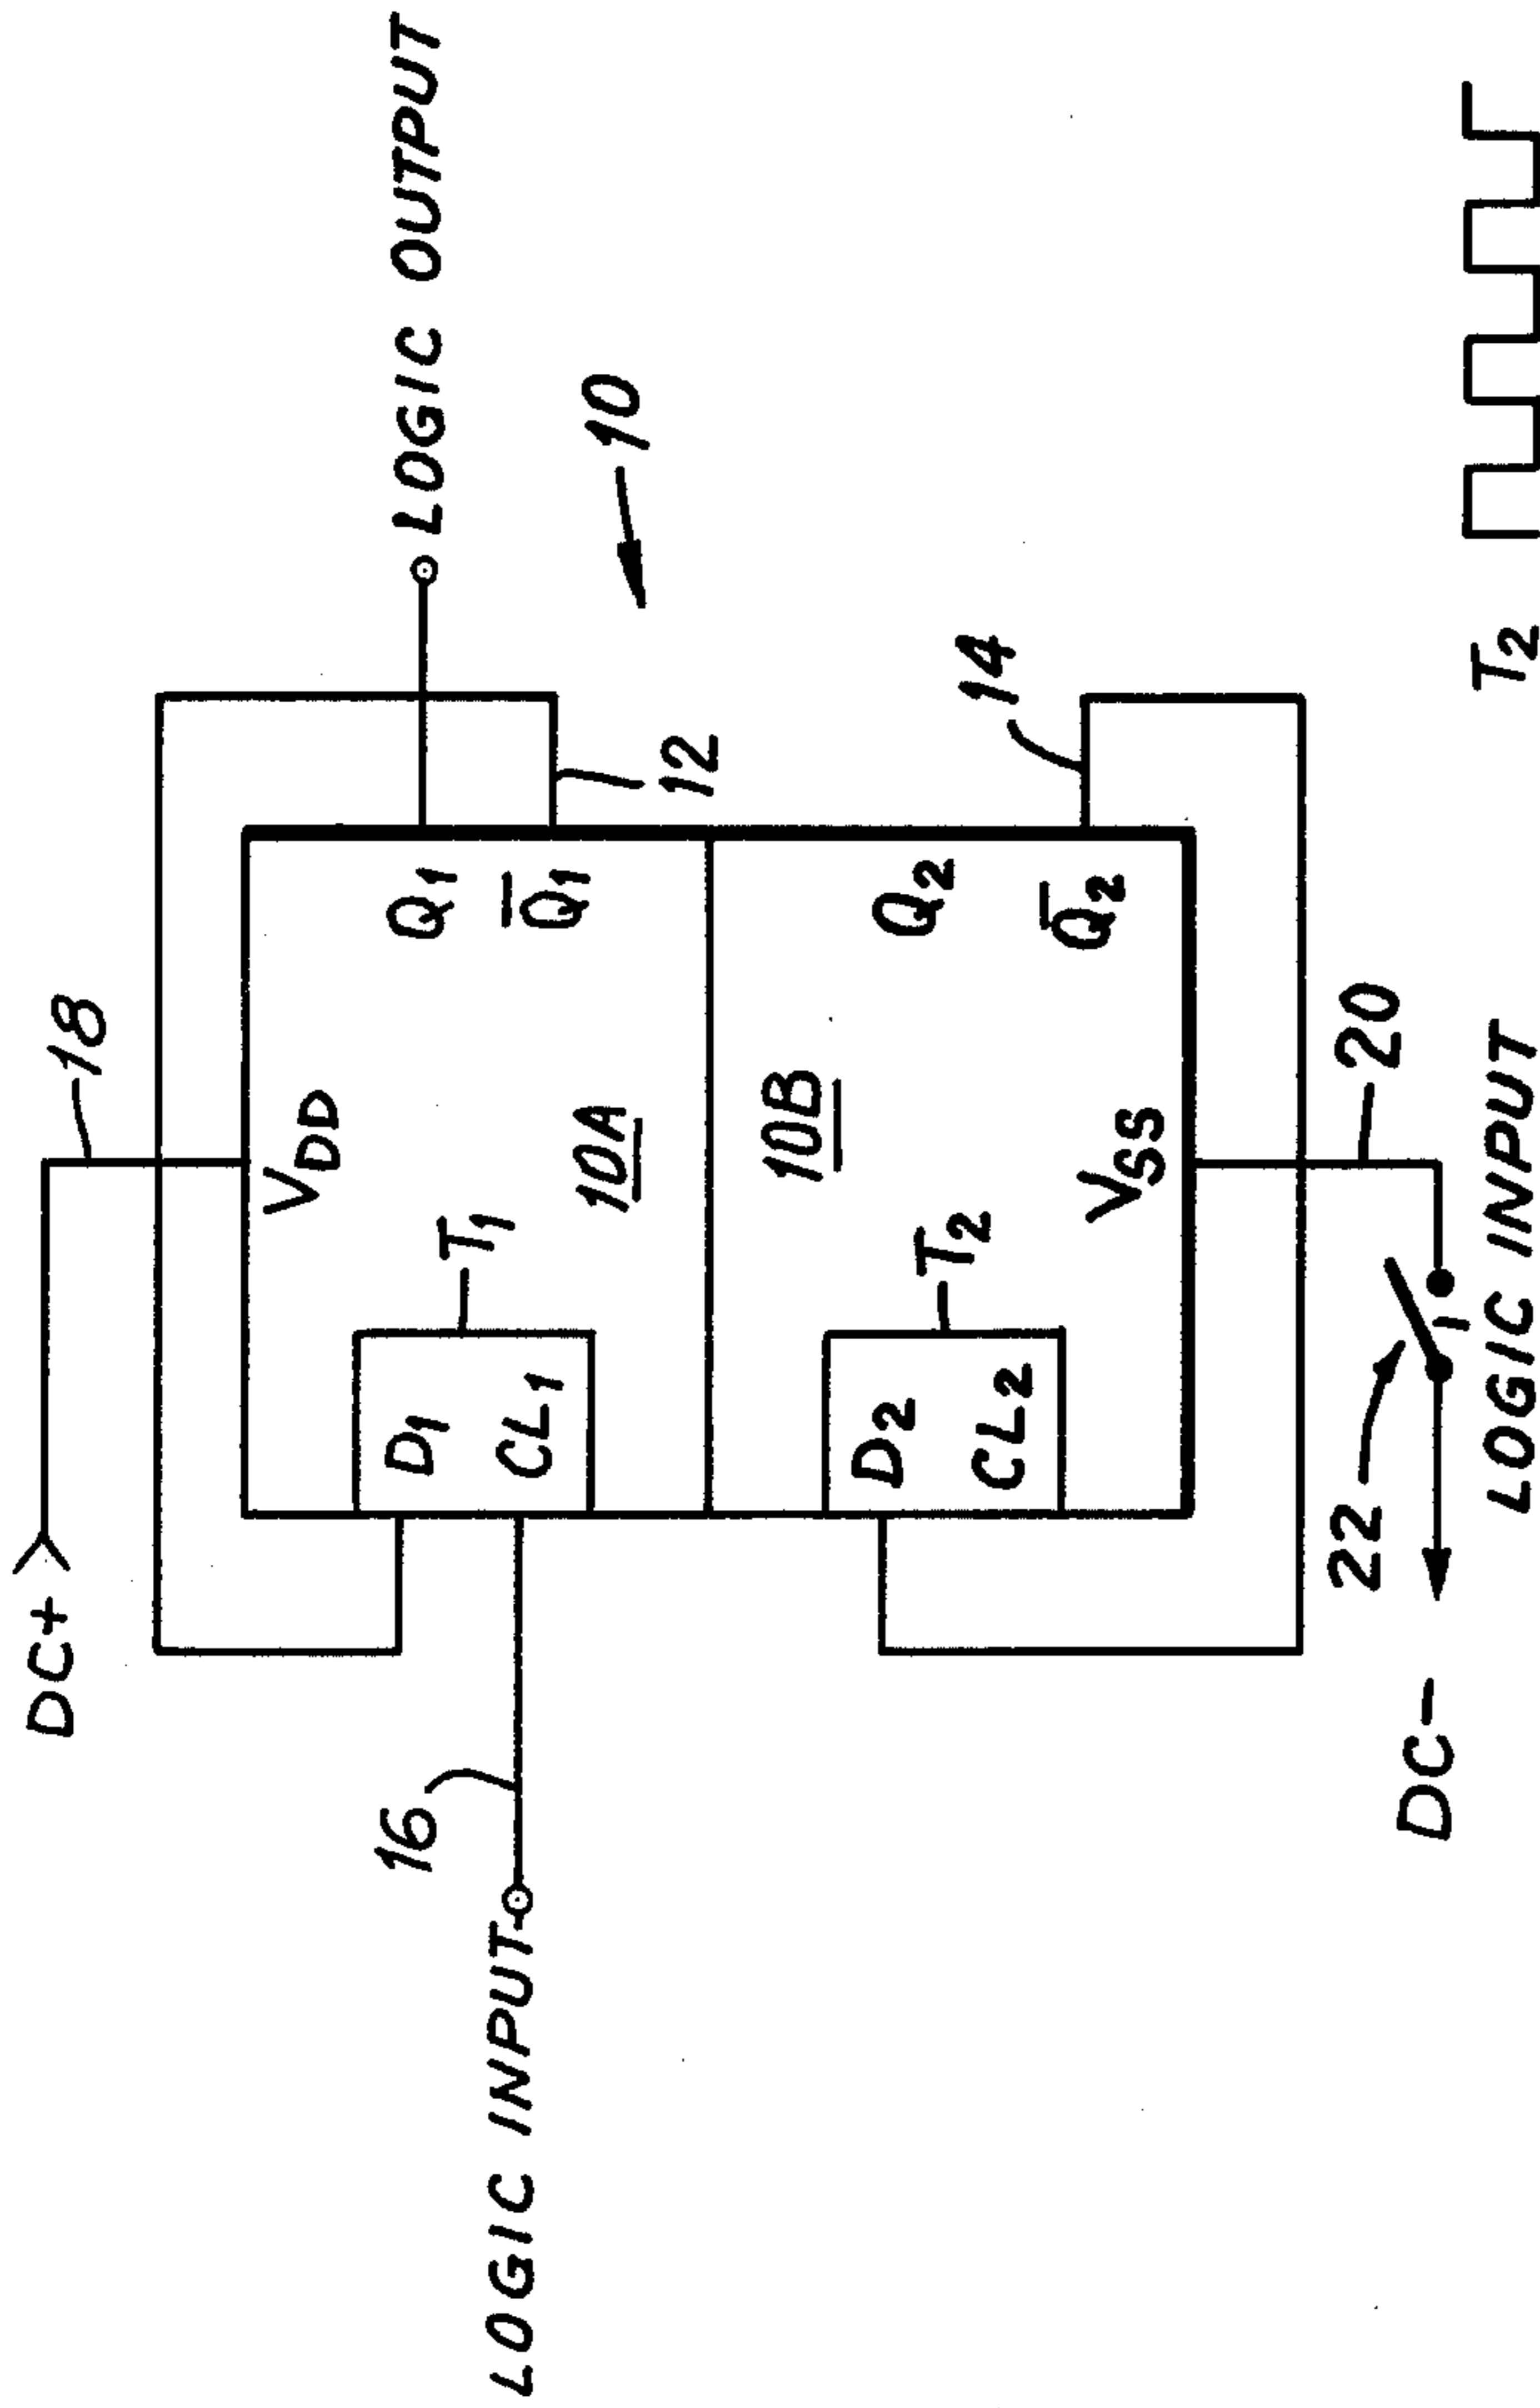 DC+
18
LOGIC OUTPUT
16
LOGIC INPUT
VDD
D1
CL1
T1
Q1
Q̅1
10A
12
10
10B
D2
CL2
T2
Q2
Q̅2
VSS
14
22
20
DC-
LOGIC INPUT
T2